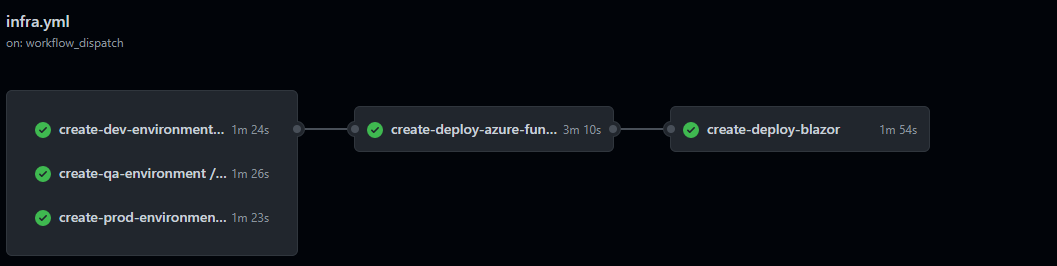 infra.yml
on: workflow_dispatch
create-dev-environment... 1m 24s
create-qa-environment /... 1m 26s
create-prod-environmen... 1m 23s
create-deploy-azure-fun... 3m 10s
create-deploy-blazor 1m 54s